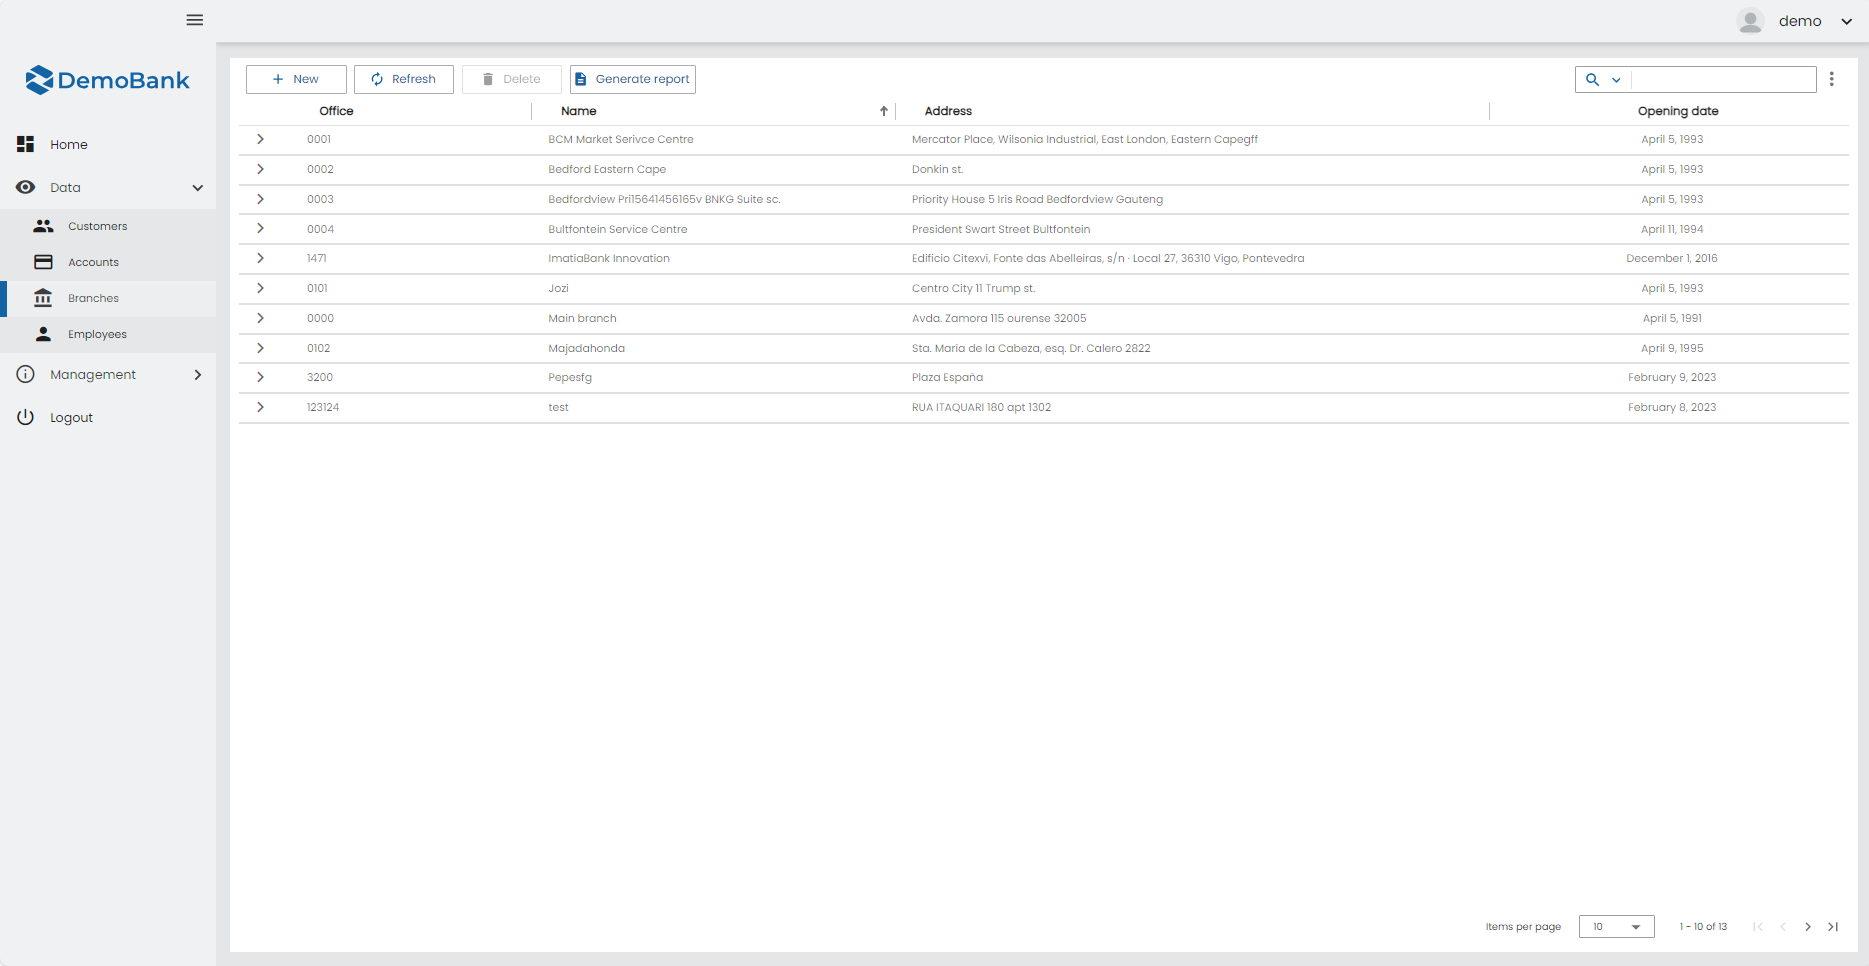 demo
DemoBank
Home
Data
Customers
Accounts
Branches
Employees
Management
Logout
New Refresh Delete Generate report
Office Name Address Opening date
0001 BCM Market Serivce Centre Mercator Place, Wilsonia Industrial, East London, Eastern Capegff April 5, 1993
0002 Bedford Eastern Cape Donkin st. April 5, 1993
0003 Bedfordview Pri15641456165v BNKG Suite sc. Priority House 5 Iris Road Bedfordview Gauteng April 5, 1993
0004 Bultfontein Service Centre President Swart Street Bultfontein April 11, 1994
1471 ImatiaBank Innovation Edificio Citexvi, Fonte das Abelleiras, s/n · Local 27, 36310 Vigo, Pontevedra December 1, 2016
0101 Jozi Centro City 11 Trump st. April 5, 1993
0000 Main branch Avda. Zamora 115 ourense 32005 April 5, 1991
0102 Majadahonda Sta. Maria de la Cabeza, esq. Dr. Calero 2822 April 9, 1995
3200 Pepesfg Plaza España February 9, 2023
123124 test RUA ITAQUARI 180 apt 1302 February 8, 2023
Items per page 10 1 - 10 of 13